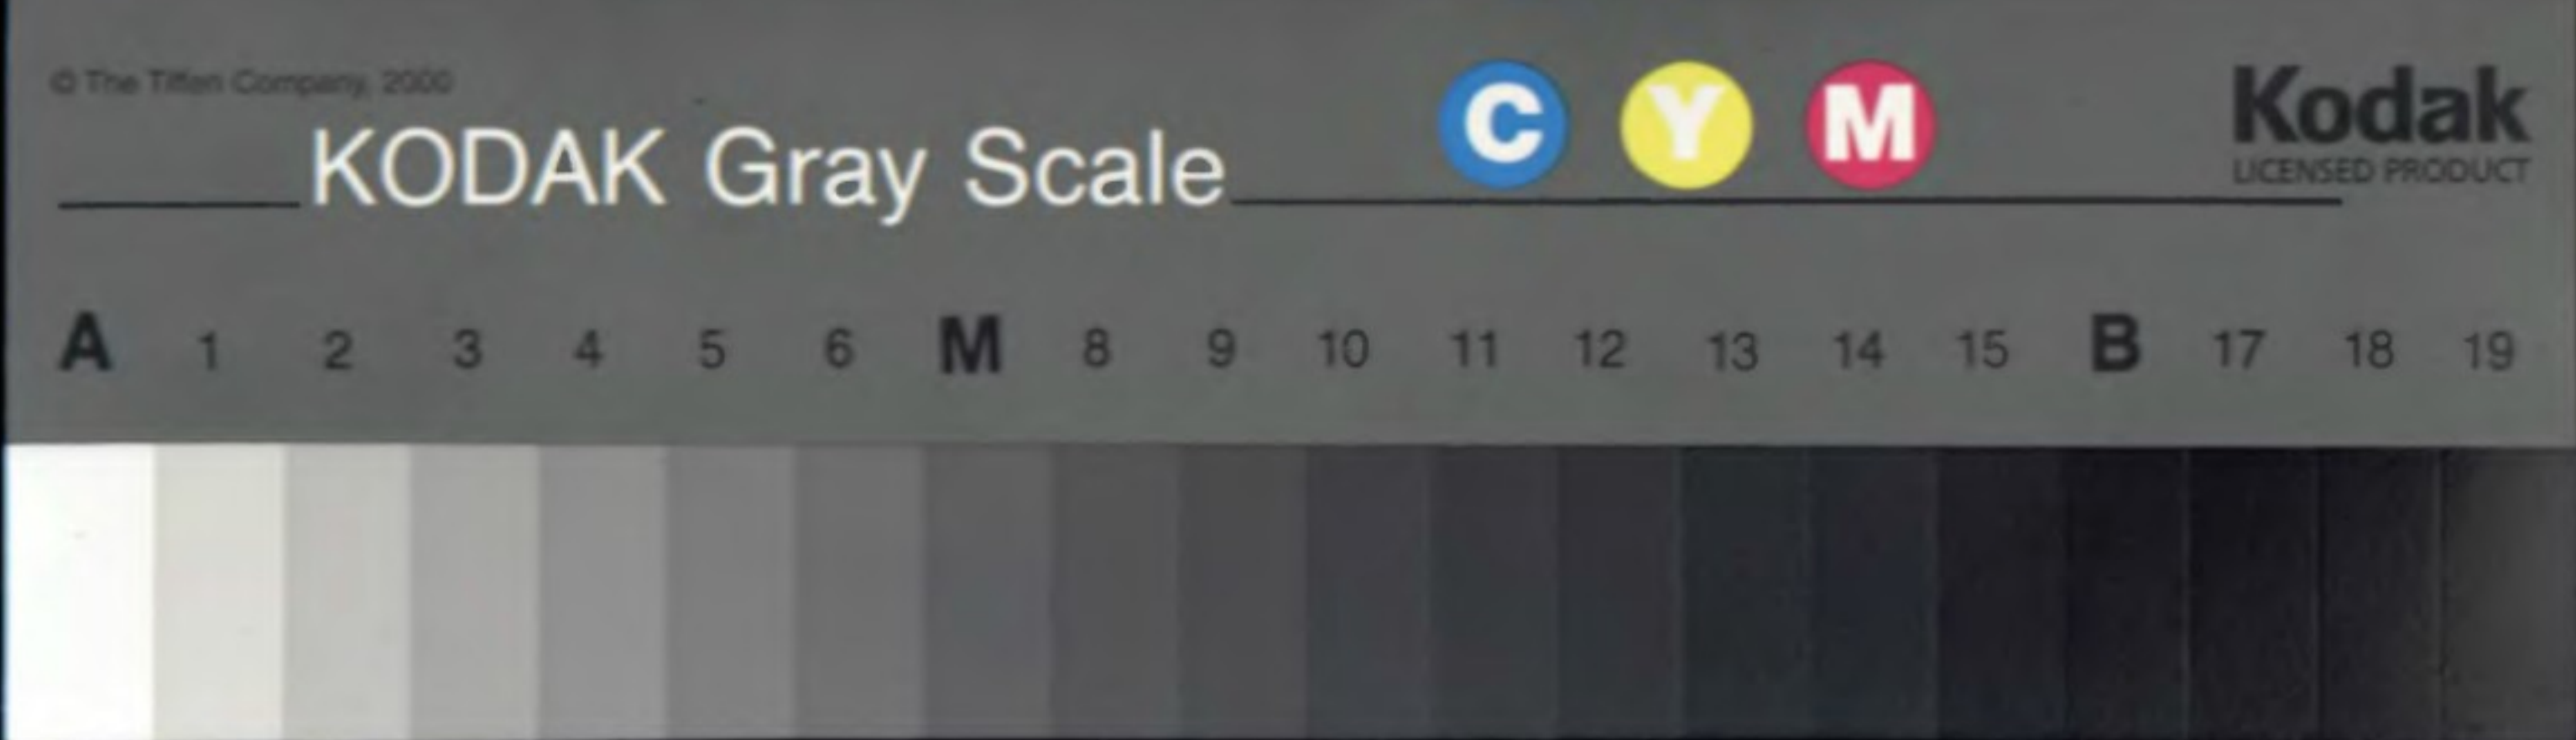 © The Tiffen Company, 2000
KODAK Gray Scale
C Y M
Kodak
LICENSED PRODUCT
A 1 2 3 4 5 6 M 8 9 10 11 12 13 14 15 B 17 18 19